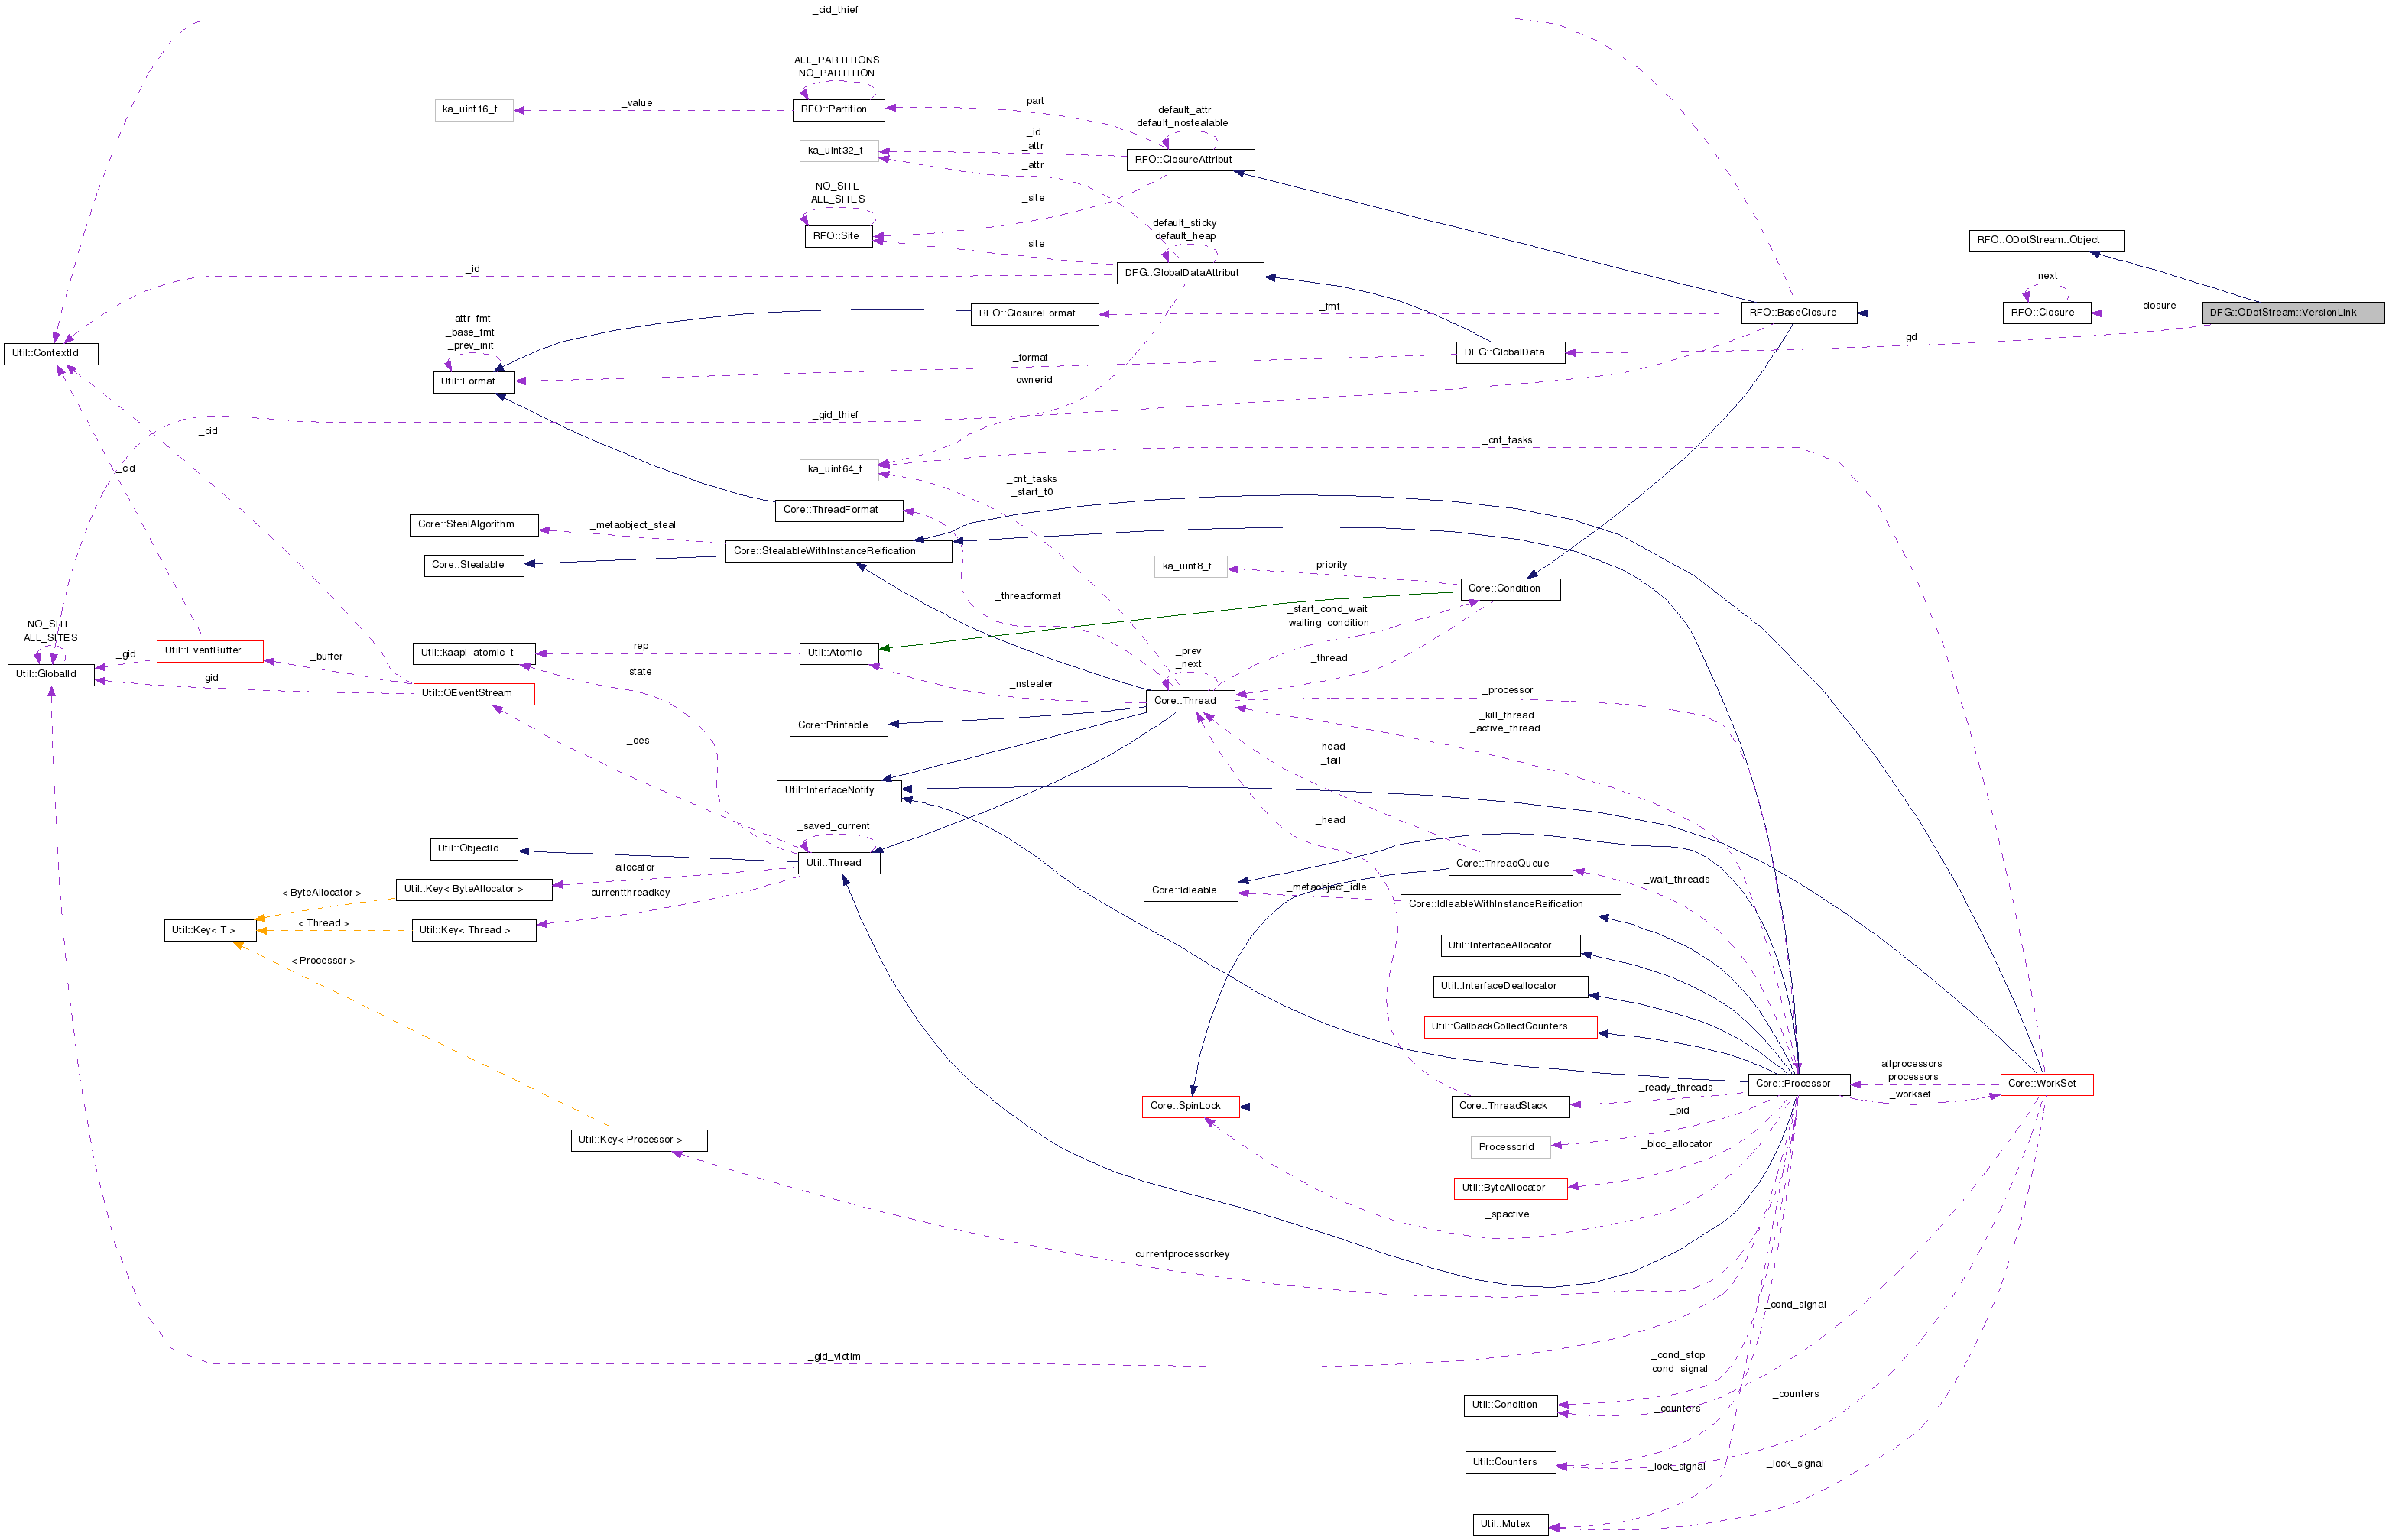 _cid_thief
ALL_PARTITIONS
NO_PARTITION
_value
_part
ka_uint16_t
RFO::Partition
default_attr
default_nostealable
_id
_attr
ka_uint32_t
RFO::ClosureAttribut
_attr
NO_SITE
ALL_SITES
_site
RFO::Site
default_sticky
default_heap
_site
RFO::ODotStream::Object
_id
DFG::GlobalDataAttribut
_next
closure
_fmt
RFO::ClosureFormat
RFO::BaseClosure
RFO::Closure
DFG::ODotStream::VersionLink
_attr_fmt
_base_fmt
_prev_init
gd
Util::ContextId
_format
DFG::GlobalData
Util::Format
_ownerid
_gid_thief
_cid
_cnt_tasks
_cid
ka_uint64_t
_cnt_tasks
_start_t0
Core::ThreadFormat
Core::StealAlgorithm
_metaobject_steal
Core::StealableWithInstanceReification
Core::Stealable
ka_uint8_t
_priority
Core::Condition
_threadformat
_start_cond_wait
_waiting_condition
NO_SITE
ALL_SITES
Util::EventBuffer
_gid
_buffer
Util::kaapi_atomic_t
_rep
Util::Atomic
_prev
_next
_thread
Util::GlobalId
_gid
_state
_nstealer
Util::OEventStream
_processor
Core::Thread
_kill_thread
_active_thread
Core::Printable
_oes
_head
_tail
Util::InterfaceNotify
_saved_current
_head
Util::ObjectId
Util::Thread
Core::ThreadQueue
allocator
_wait_threads
Util::Key< ByteAllocator >
< ByteAllocator >
currentthreadkey
Core::Idleable
_metaobject_idle
Core::IdleableWithInstanceReification
< Thread >
Util::Key< T >
Util::Key< Thread >
Util::InterfaceAllocator
< Processor >
Util::InterfaceDeallocator
Util::CallbackCollectCounters
_allprocessors
_processors
Core::Processor
Core::WorkSet
_ready_threads
_workset
Core::SpinLock
Core::ThreadStack
_pid
Util::Key< Processor >
ProcessorId
_bloc_allocator
Util::ByteAllocator
_spactive
currentprocessorkey
_cond_signal
_gid_victim
_cond_stop
_cond_signal
_counters
Util::Condition
_counters
Util::Counters
_lock_signal
_lock_signal
Util::Mutex